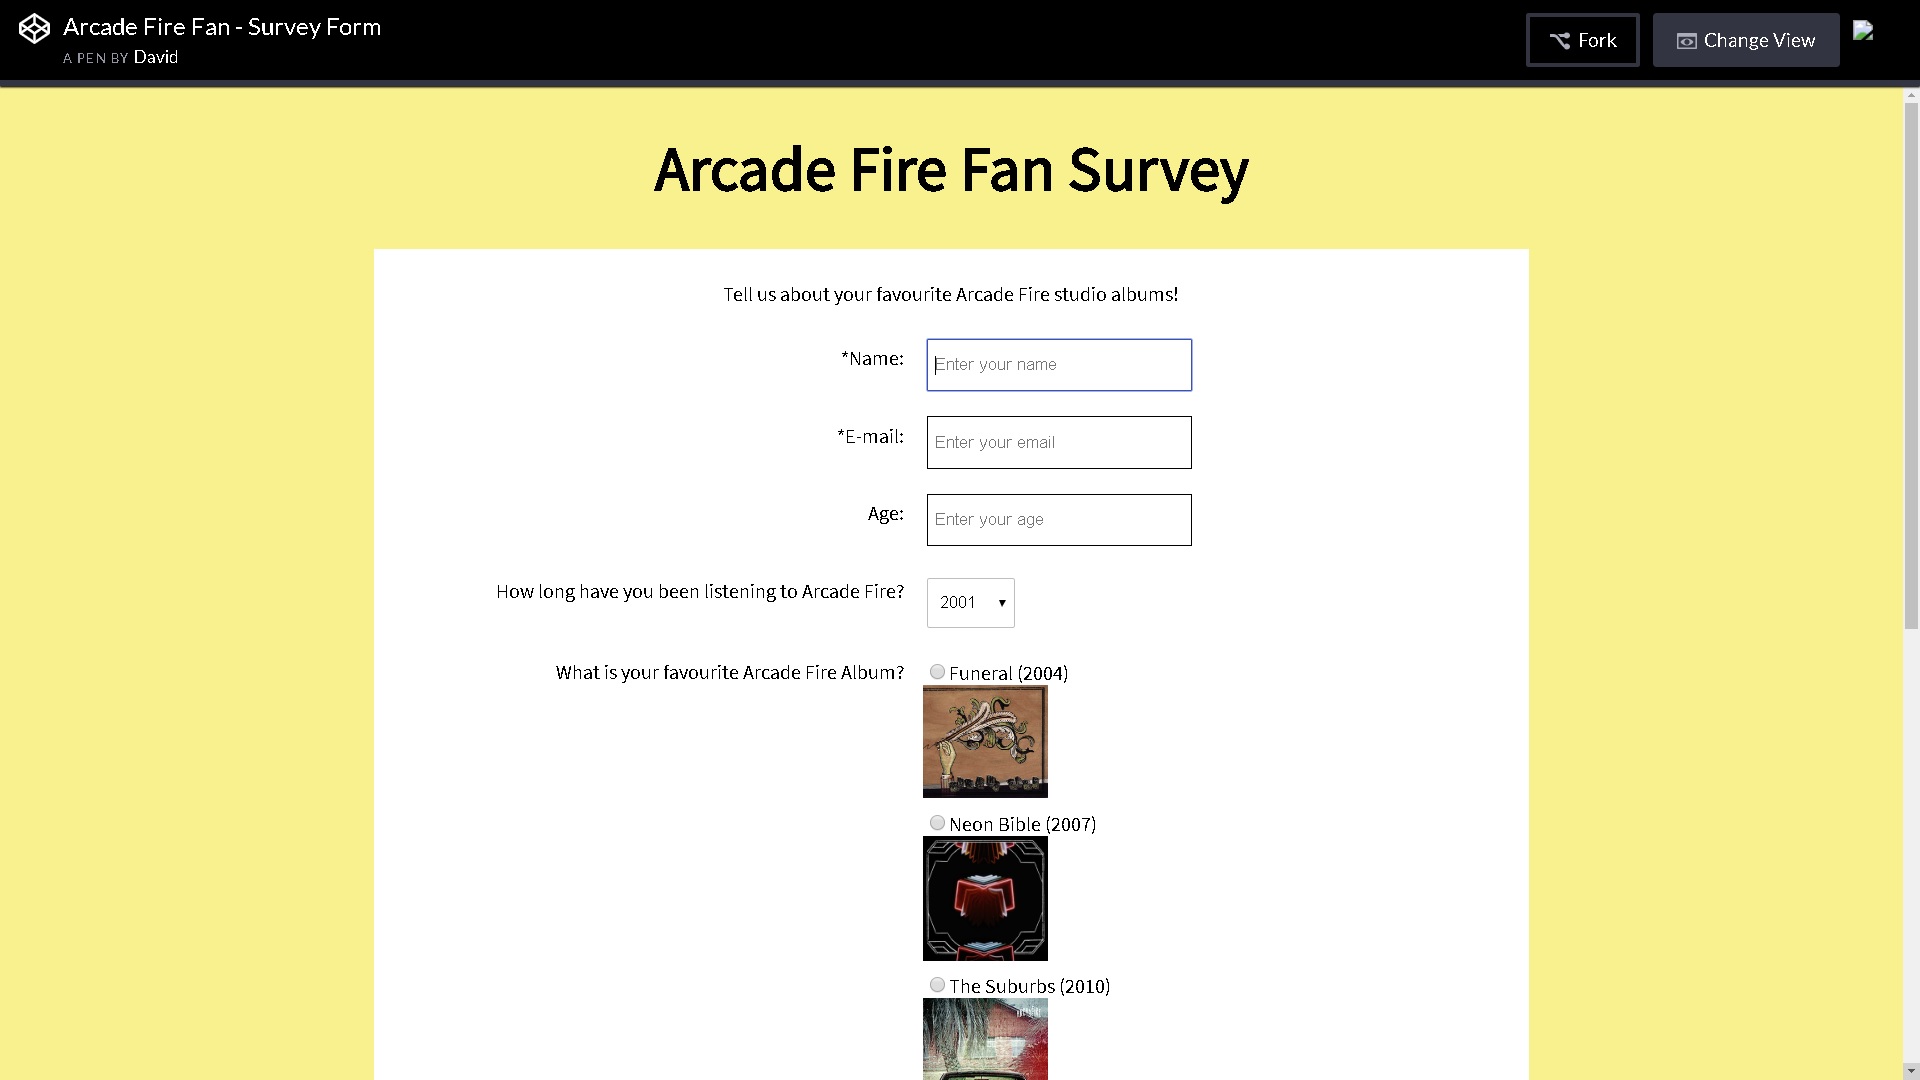 Arcade Fire Fan - Survey Form
A PEN BY David
Fork
Change View
Arcade Fire Fan Survey
Tell us about your favourite Arcade Fire studio albums!
*Name:
Enter your name
*E-mail:
Enter your email
Age:
Enter your age
How long have you been listening to Arcade Fire?
2001
What is your favourite Arcade Fire Album?
Funeral (2004)
Neon Bible (2007)
The Suburbs (2010)